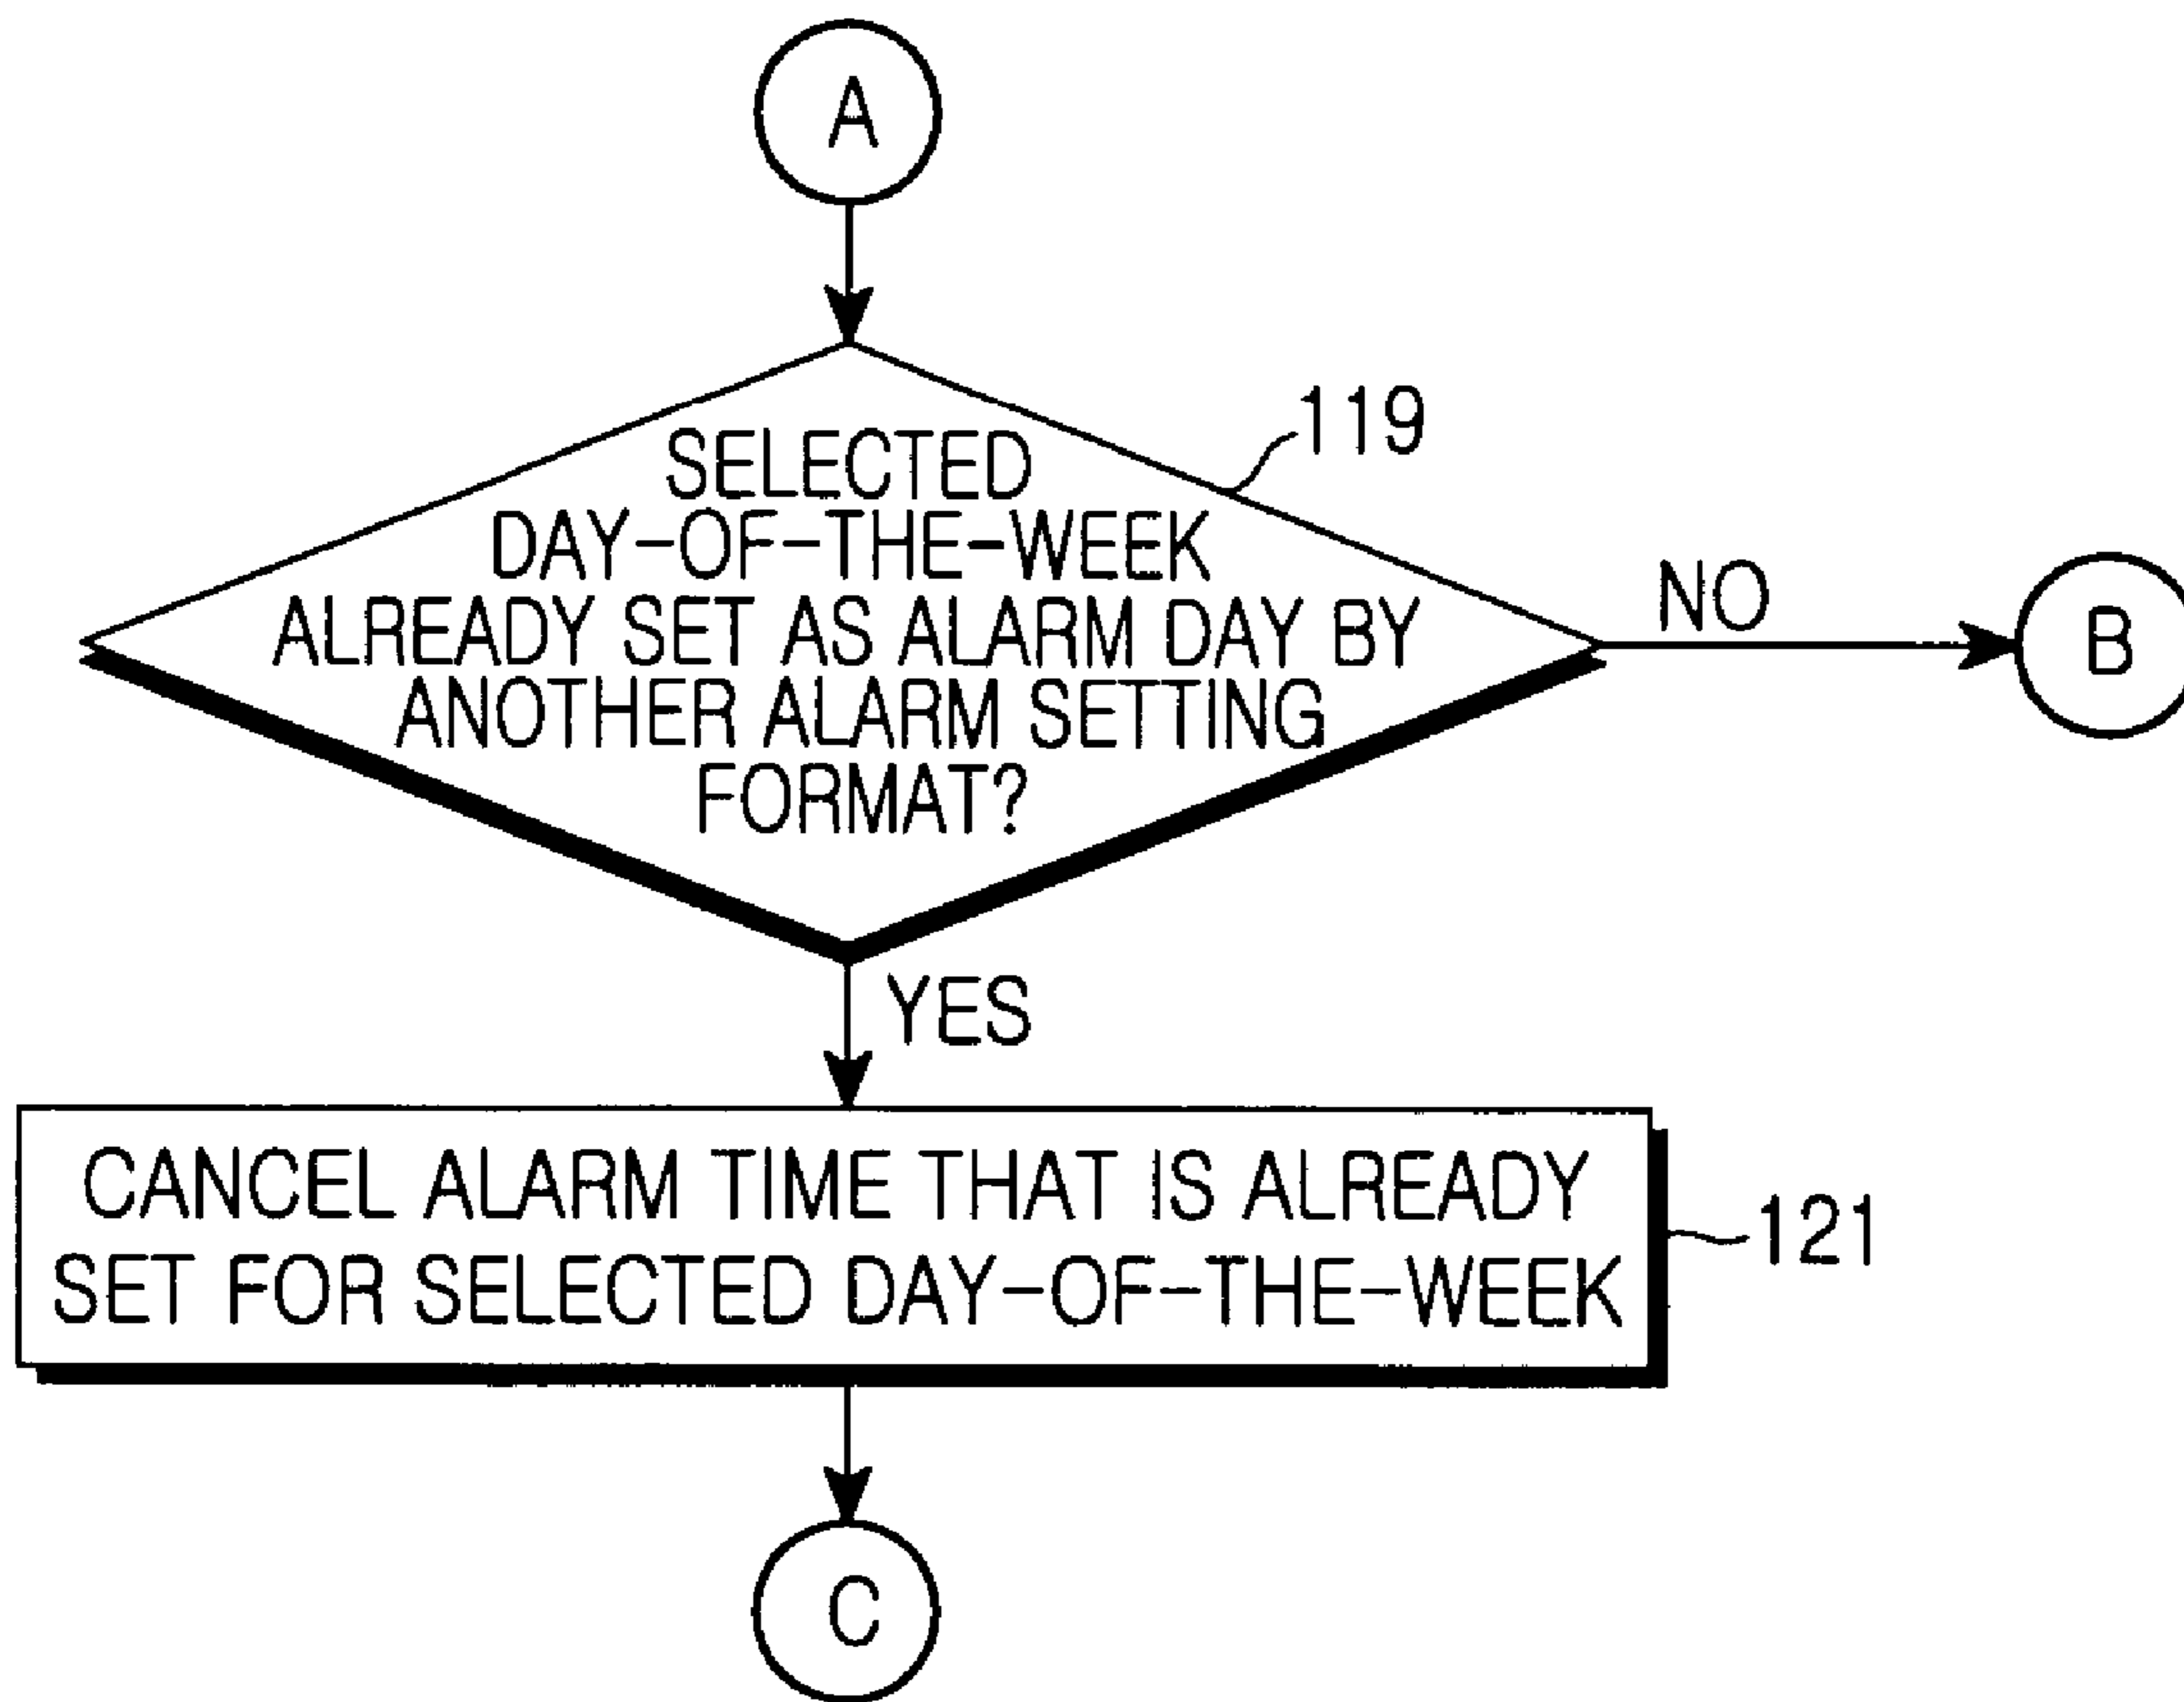 A
119
SELECTED
DAY-OF-THE-WEEK
ALREADY SET AS ALARM DAY BY
ANOTHER ALARM SETTING
FORMAT?
NO
B
YES
CANCEL ALARM TIME THAT IS ALREADY
SET FOR SELECTED DAY-OF-THE-WEEK
121
C